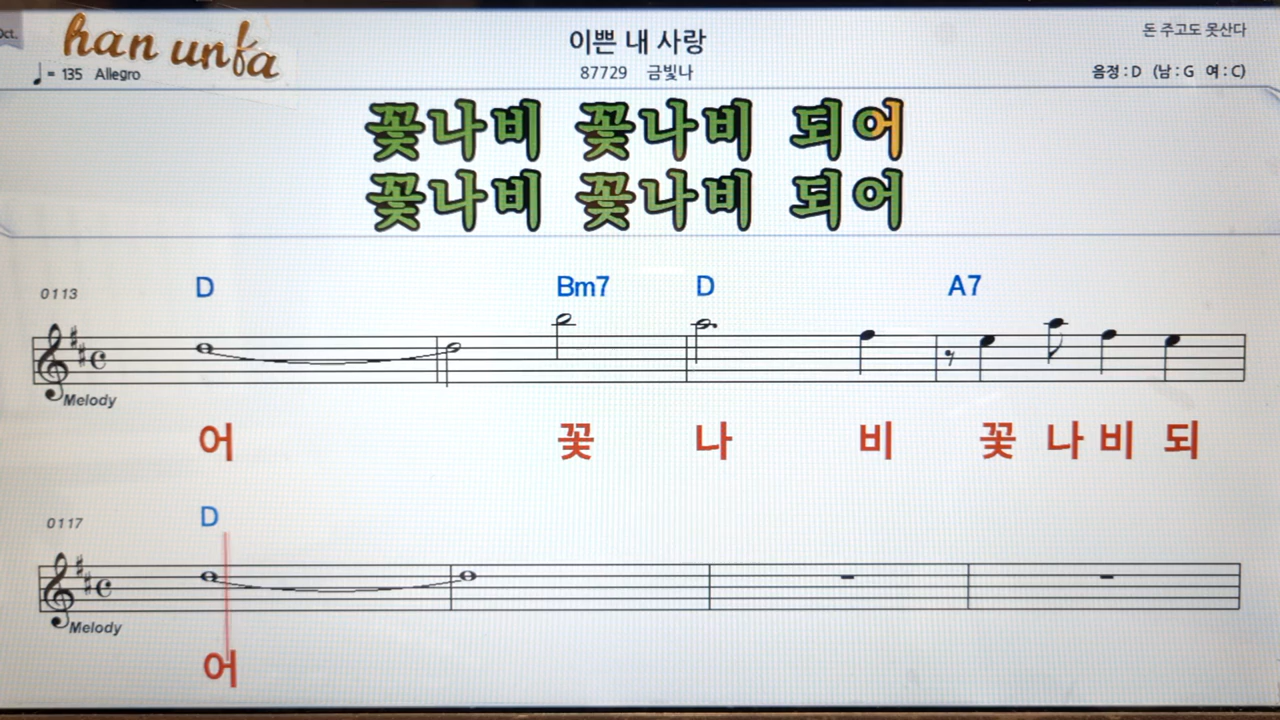 Oct.
han unfa
이쁜 내 사랑
돈 주고도 못산다
♩= 135 Allegro
87729 금빛나
음정 : D (남 : G 여 : C)
꽃나비 꽃나비 되어
꽃나비 꽃나비 되어
0113 D Bm7 D A7
Melody
어 꽃 나 비 꽃 나 비 되
0117 D
Melody
어